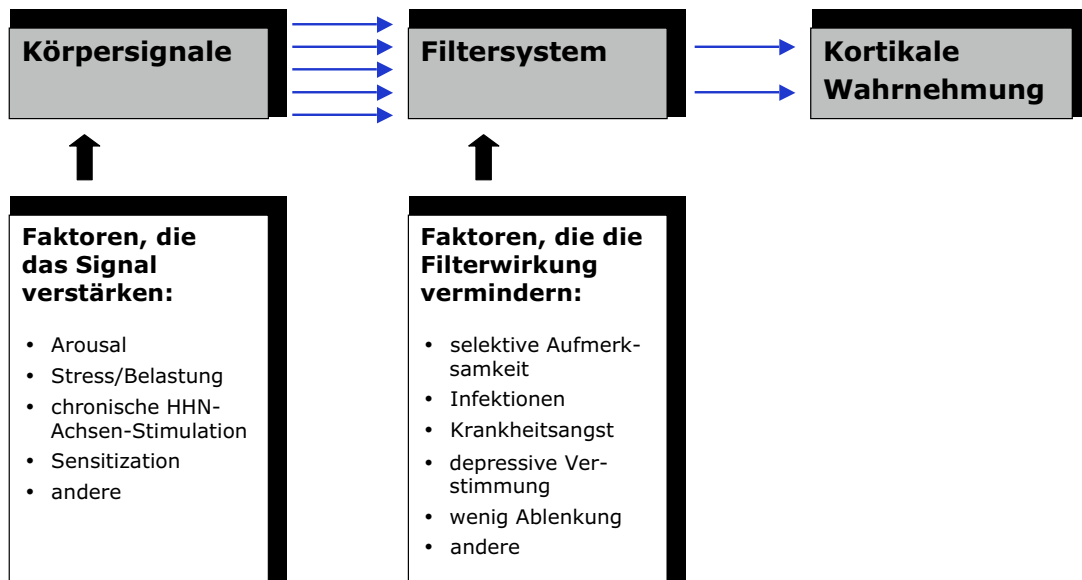 Körpersignale
Filtersystem
Kortikale
Wahrnehmung
Faktoren, die
das Signal
verstärken:
• Arousal
• Stress/Belastung
• chronische HHN-
Achsen-Stimulation
• Sensitization
• andere
Faktoren, die die
Filterwirkung
vermindern:
• selektive Aufmerk-
samkeit
• Infektionen
• Krankheitsangst
• depressive Ver-
stimmung
• wenig Ablenkung
• andere